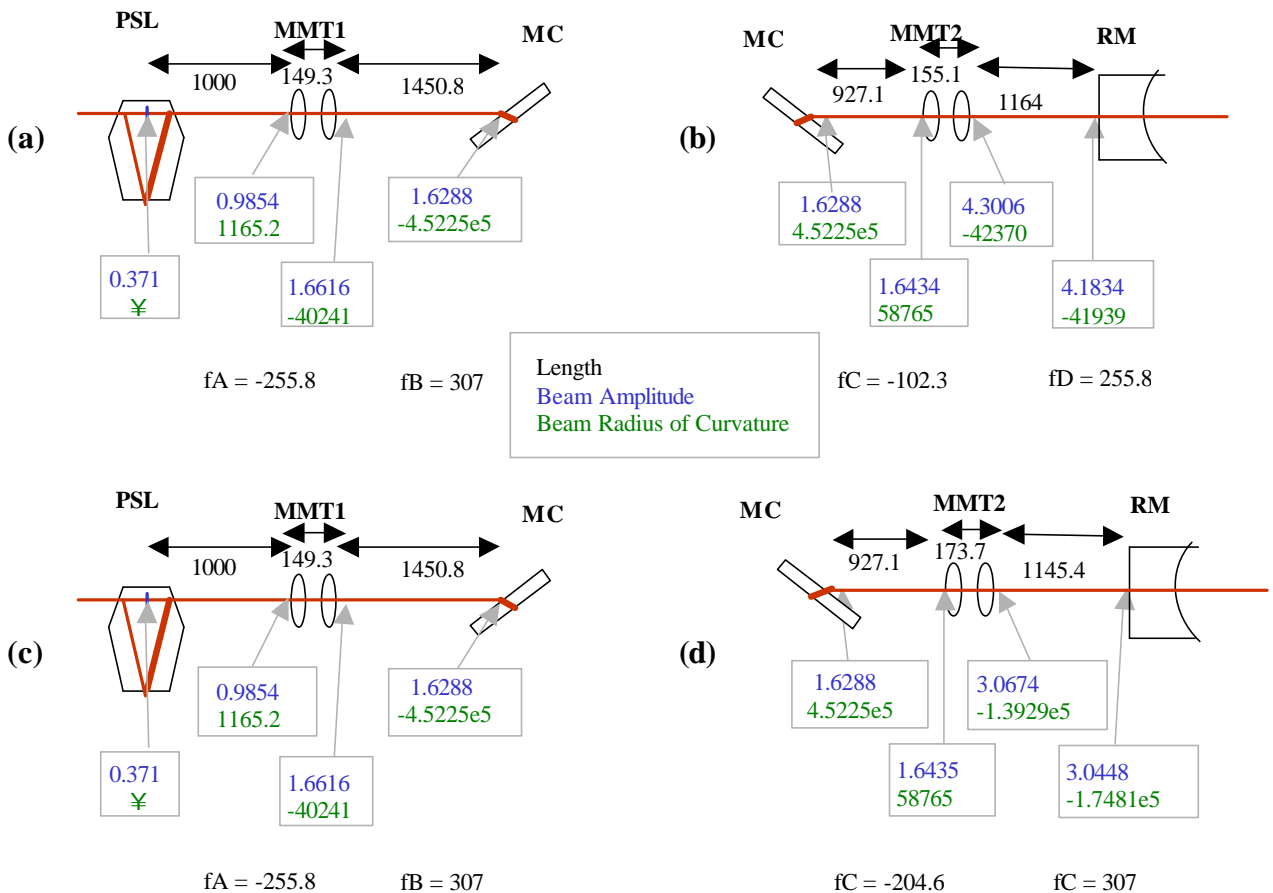 PSL
MMT1
MC
1000
149.3
1450.8
(a)
0.9854
1165.2
1.6288
-4.5225e5
0.371
¥
1.6616
-40241
fA = -255.8
fB = 307
MC
MMT2
RM
927.1
155.1
1164
(b)
1.6288
4.5225e5
4.3006
-42370
1.6434
58765
4.1834
-41939
fC = -102.3
fD = 255.8
Length
Beam Amplitude
Beam Radius of Curvature
PSL
MMT1
MC
1000
149.3
1450.8
(c)
0.9854
1165.2
1.6288
-4.5225e5
0.371
¥
1.6616
-40241
fA = -255.8
fB = 307
MC
MMT2
RM
927.1
173.7
1145.4
(d)
1.6288
4.5225e5
3.0674
-1.3929e5
1.6435
58765
3.0448
-1.7481e5
fC = -204.6
fC = 307